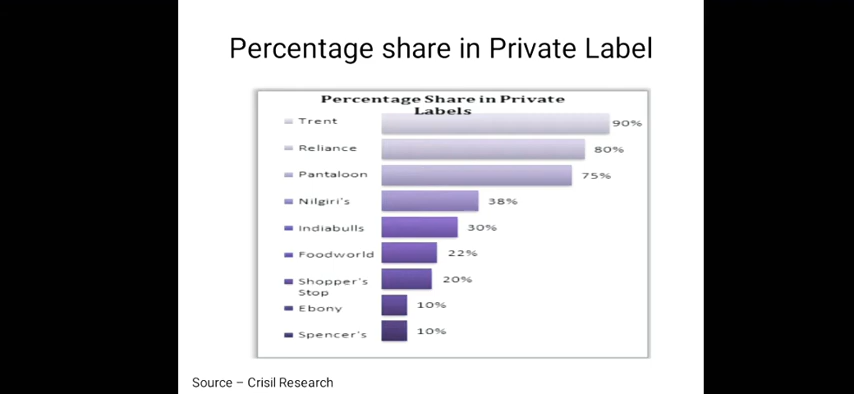 Percentage share in Private Label
Percentage Share in Private
Labels
Trent 90%
Reliance 80%
Pantaloon 75%
Nilgiri's 38%
Indiabulls 30%
Foodworld 22%
Shopper's 20%
Stop
Ebony 10%
Spencer's 10%
Source – Crisil Research